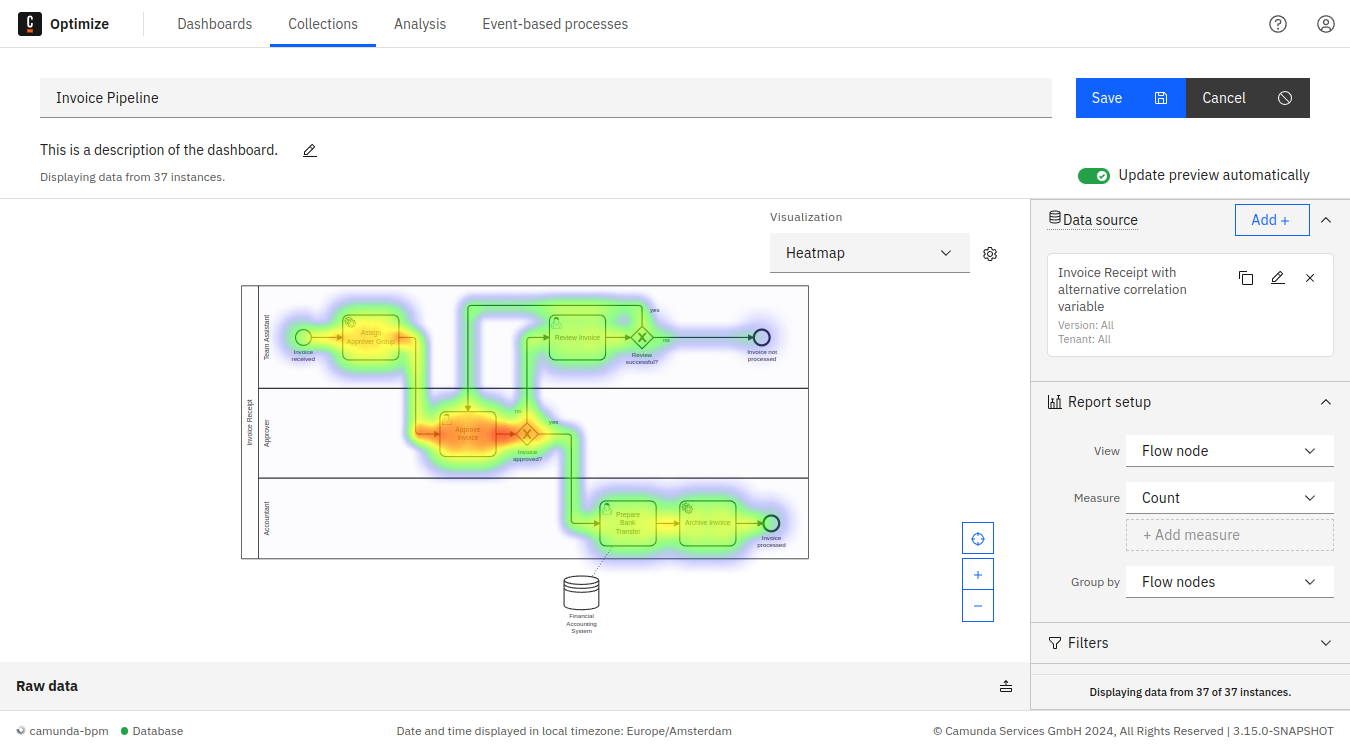 C
Optimize
Dashboards
Collections
Analysis
Event-based processes
Invoice Pipeline
Save
Cancel
This is a description of the dashboard.
Displaying data from 37 instances.
Update preview automatically
Visualization
Heatmap
Data source
Add +
Invoice Receipt with
alternative correlation
variable
Version: All
Tenant: All
Report setup
View
Flow node
Measure
Count
+ Add measure
Group by
Flow nodes
Filters
Displaying data from 37 of 37 instances.
Invoice Receipt
Team Assistant
Invoice
received
Assign
Approver Group
Review Invoice
yes
Review
successful?
no
Invoice not
processed
Approver
Approve
Invoice
no
yes
Invoice
approved?
Accountant
Prepare
Bank
Transfer
Archive Invoice
Invoice
processed
Financial
Accounting
System
+
−
Raw data
camunda-bpm
Database
Date and time displayed in local timezone: Europe/Amsterdam
© Camunda Services GmbH 2024, All Rights Reserved | 3.15.0-SNAPSHOT